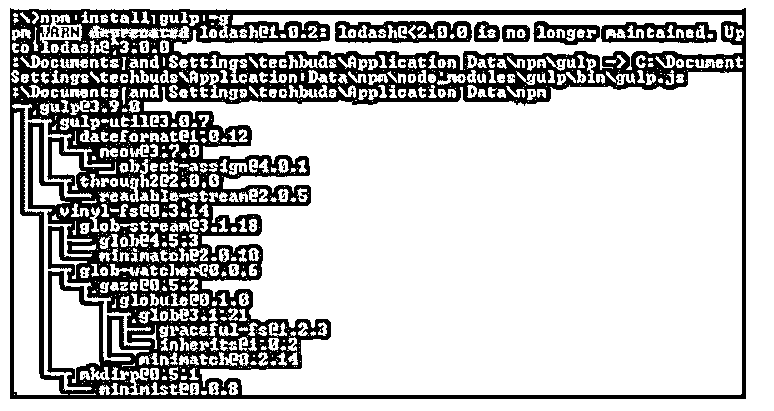 :\>npm install gulp -g
pm WARN deprecated lodash@1.0.2: lodash@<2.0.0 is no longer maintained. Up
to lodash@^3.0.0
:\Documents and Settings\techbuds\Application Data\npm\gulp -> C:\Document
Settings\techbuds\Application Data\npm\node_modules\gulp\bin\gulp.js
:\Documents and Settings\techbuds\Application Data\npm
gulp@3.9.0
gulp-util@3.0.7
dateformat@1.0.12
meow@3.7.0
object-assign@4.0.1
through2@2.0.0
readable-stream@2.0.5
vinyl-fs@0.3.14
glob-stream@3.1.18
glob@4.5.3
minimatch@2.0.10
glob-watcher@0.0.6
gaze@0.5.2
globule@0.1.0
glob@3.1.21
graceful-fs@1.2.3
inherits@1.0.2
minimatch@0.2.14
mkdirp@0.5.1
minimist@0.0.8